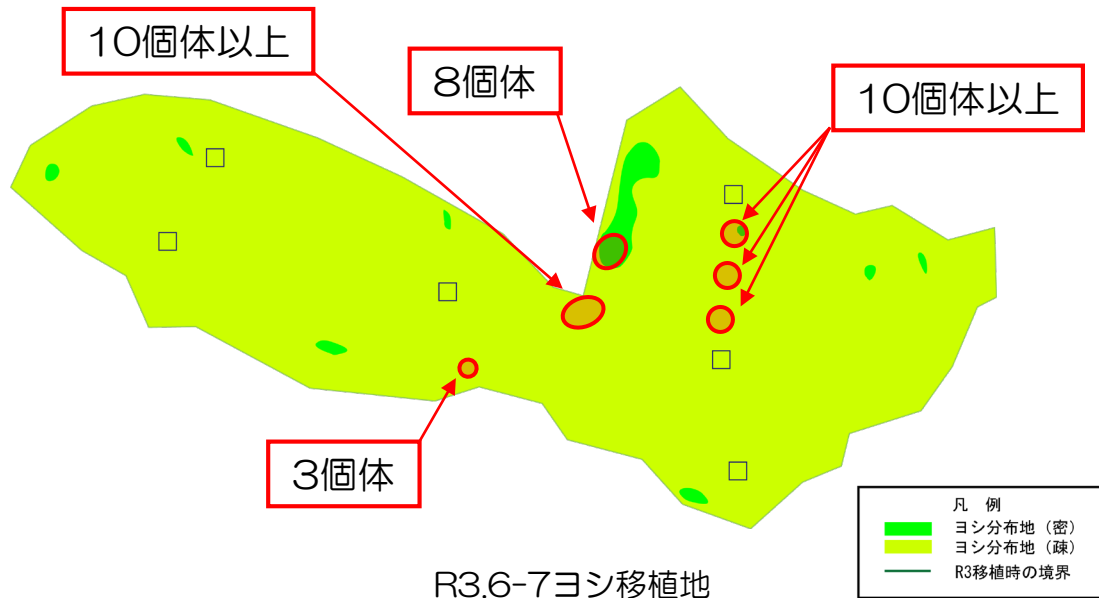 10個体以上
8個体
10個体以上
3個体
凡 例
ヨシ分布地（密）
ヨシ分布地（疎）
R3移植時の境界
R3.6-7ヨシ移植地